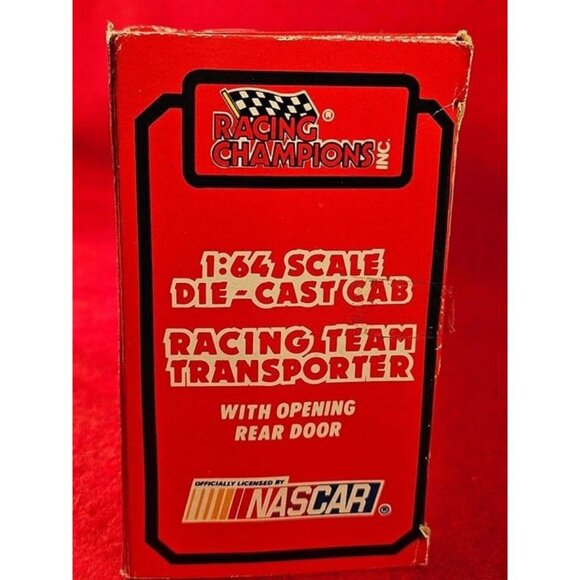 RACING ®
CHAMPIONS INC.
1:64 SCALE
DIE-CAST CAB
RACING TEAM
TRANSPORTER
WITH OPENING
REAR DOOR
OFFICIALLY LICENSED BY
NASCAR ®